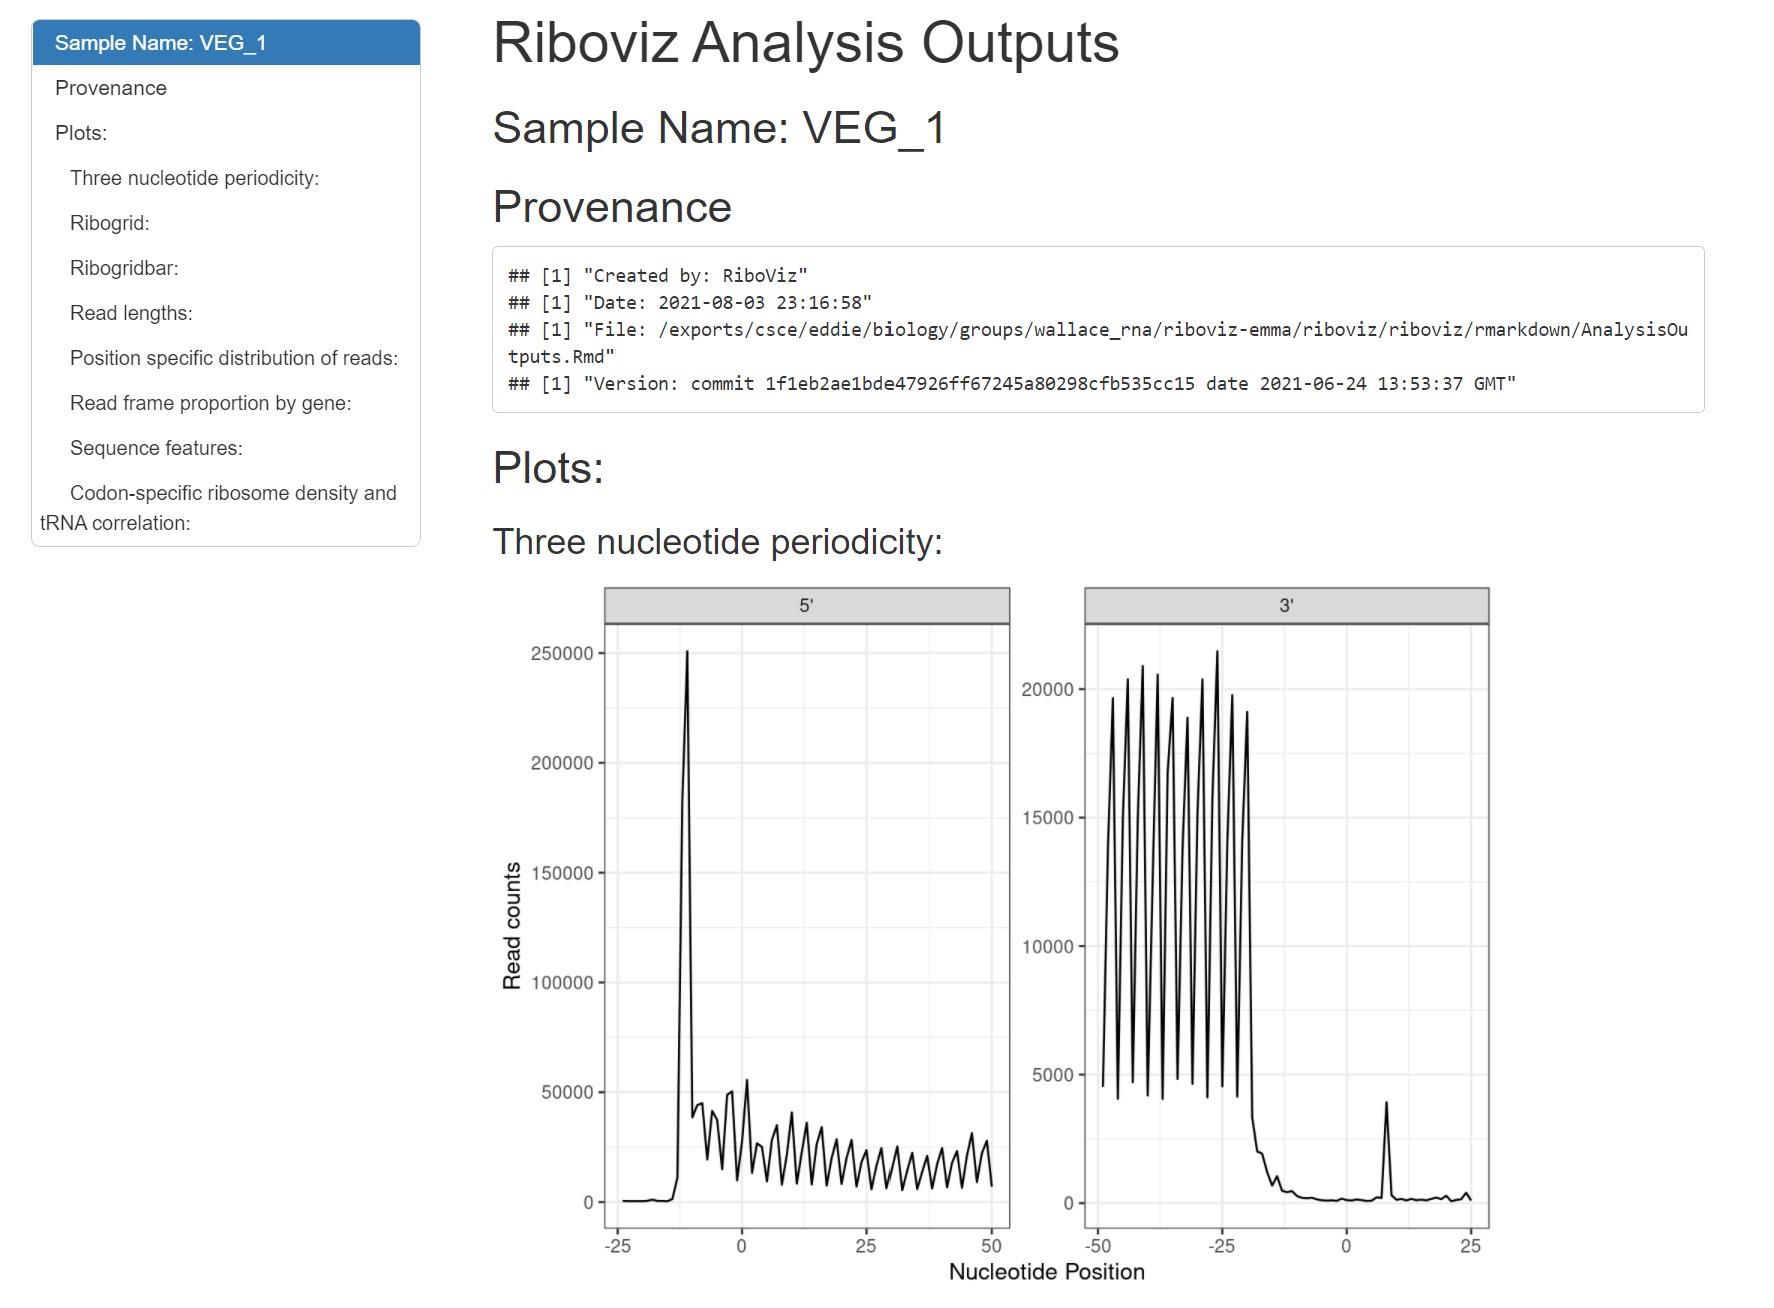 Sample Name: VEG_1
Provenance
Plots:
Three nucleotide periodicity:
Ribogrid:
Ribogridbar:
Read lengths:
Position specific distribution of reads:
Read frame proportion by gene:
Sequence features:
Codon-specific ribosome density and
tRNA correlation:
Riboviz Analysis Outputs
Sample Name: VEG_1
Provenance
## [1] "Created by: RiboViz"
## [1] "Date: 2021-08-03 23:16:58"
## [1] "File: /exports/csce/eddie/biology/groups/wallace_rna/riboviz-emma/riboviz/riboviz/rmarkdown/AnalysisOu
tputs.Rmd"
## [1] "Version: commit 1f1eb2ae1bde47926ff67245a80298cfb535cc15 date 2021-06-24 13:53:37 GMT"
Plots:
Three nucleotide periodicity:
5'
3'
Read counts
250000
200000
150000
100000
50000
0
20000
15000
10000
5000
0
-25 0 25 50
-50 -25 0 25
Nucleotide Position